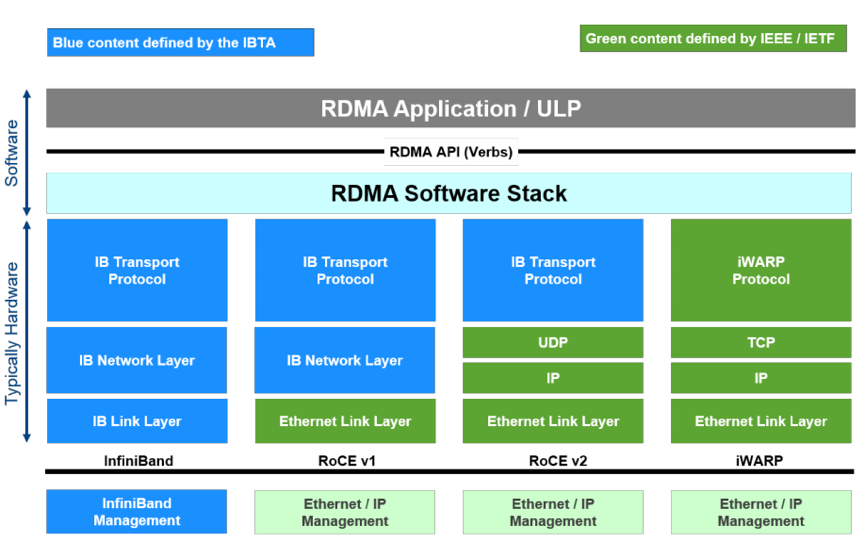 Blue content defined by the IBTA
Green content defined by IEEE / IETF
Software
RDMA Application / ULP
RDMA API (Verbs)
RDMA Software Stack
Typically Hardware
IB Transport
Protocol
IB Transport
Protocol
IB Transport
Protocol
iWARP
Protocol
IB Network Layer
IB Network Layer
UDP
IP
TCP
IP
IB Link Layer
Ethernet Link Layer
Ethernet Link Layer
Ethernet Link Layer
InfiniBand
RoCE v1
RoCE v2
iWARP
InfiniBand
Management
Ethernet / IP
Management
Ethernet / IP
Management
Ethernet / IP
Management